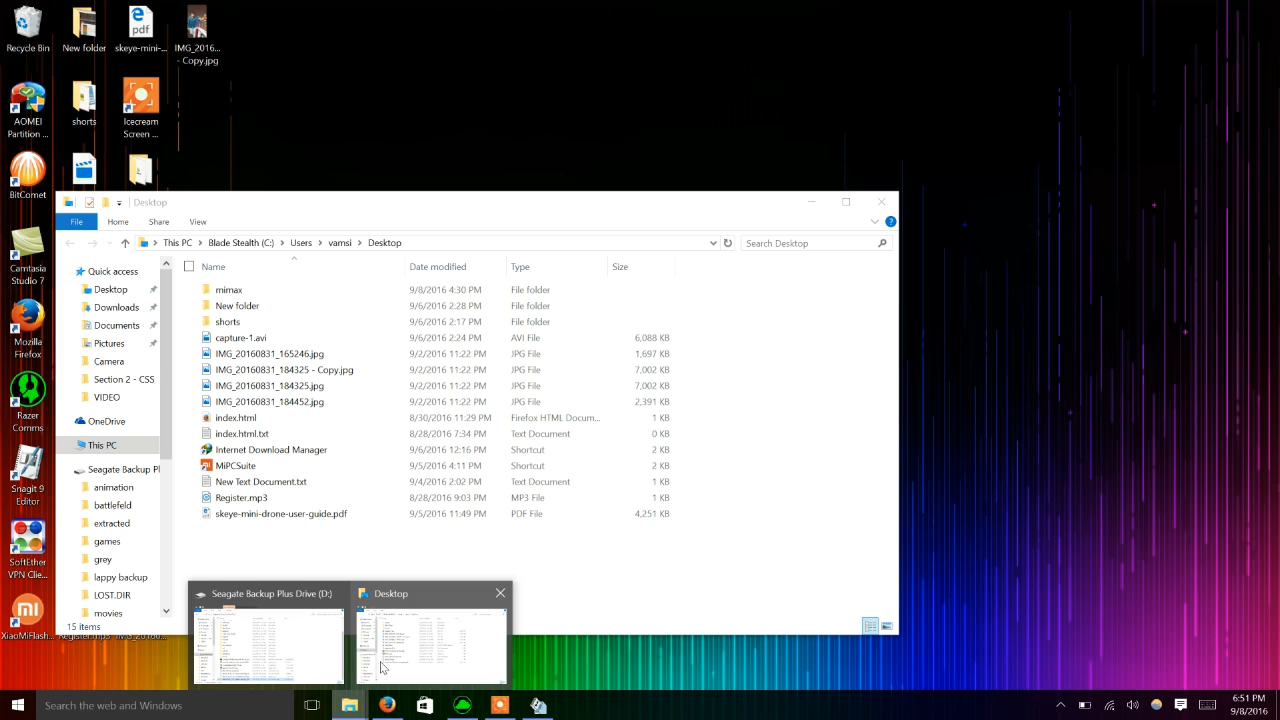 Recycle Bin
New folder
skeye-mini-...
IMG_2016...
- Copy.jpg
AOMEI
Partition ...
shorts
Icecream
Screen ...
BitComet
Camtasia
Studio 7
Mozilla
Firefox
Razer
Comms
Snagit 9
Editor
SoftEther
VPN Clie...
XiaoMiFlash...
Desktop
File
Home
Share
View
This PC
Blade Stealth (C:)
Users
vamsi
Desktop
Search Desktop
Name
Date modified
Type
Size
Quick access
Desktop
Downloads
Documents
Pictures
Camera
Section 2 - CSS
VIDEO
OneDrive
This PC
Seagate Backup Pl
animation
battlefeld
extracted
games
grey
lappy backup
LOST.DIR
movies
mimax 9/8/2016 4:30 PM File folder
New folder 9/6/2016 2:28 PM File folder
shorts 9/6/2016 2:17 PM File folder
capture-1.avi 9/6/2016 2:24 PM AVI File 6,088 KB
IMG_20160831_165246.jpg 9/2/2016 11:22 PM JPG File 1,697 KB
IMG_20160831_184325 - Copy.jpg 9/2/2016 11:22 PM JPG File 7,002 KB
IMG_20160831_184325.jpg 9/2/2016 11:22 PM JPG File 7,002 KB
IMG_20160831_184452.jpg 9/2/2016 11:22 PM JPG File 2,391 KB
index.html 8/30/2016 11:29 PM Firefox HTML Docum... 1 KB
index.html.txt 8/28/2016 7:34 PM Text Document 0 KB
Internet Download Manager 9/6/2016 12:16 PM Shortcut 2 KB
MiPCSuite 9/5/2016 4:11 PM Shortcut 2 KB
New Text Document.txt 9/4/2016 2:02 PM Text Document 1 KB
Register.mp3 8/28/2016 9:03 PM MP3 File 1 KB
skeye-mini-drone-user-guide.pdf 9/5/2016 11:49 PM PDF File 4,251 KB
15 items
Seagate Backup Plus Drive (D:)
Desktop
Search the web and Windows
6:51 PM
9/8/2016